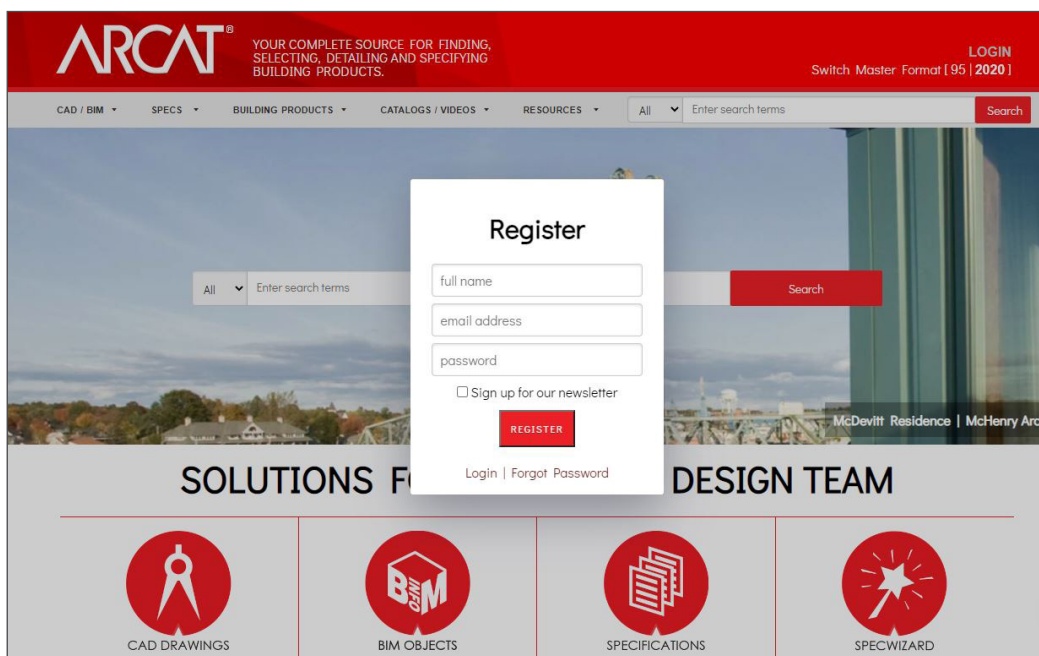 ARCAT®
YOUR COMPLETE SOURCE FOR FINDING,
SELECTING, DETAILING AND SPECIFYING
BUILDING PRODUCTS.
LOGIN
Switch Master Format [ 95 | 2020 ]
CAD / BIM
SPECS
BUILDING PRODUCTS
CATALOGS / VIDEOS
RESOURCES
All
Enter search terms
Search
All
Enter search terms
Search
Register
full name
email address
password
Sign up for our newsletter
REGISTER
Login | Forgot Password
McDevitt Residence | McHenry Arc
SOLUTIONS F DESIGN TEAM
CAD DRAWINGS
BIM INFO
BIM OBJECTS
SPECIFICATIONS
SPECWIZARD